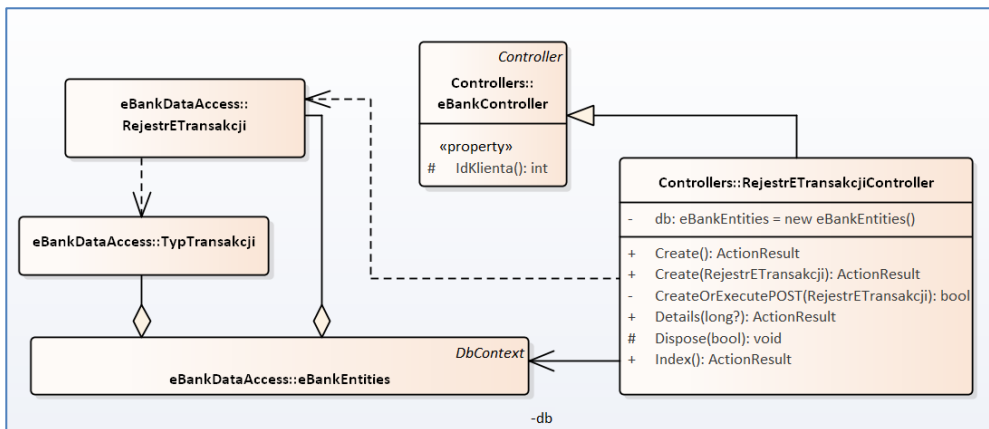 Controller
Controllers::
eBankController
«property»
# IdKlienta(): int
eBankDataAccess::
RejestrETransakcji
eBankDataAccess::TypTransakcji
Controllers::RejestrETransakcjiController
- db: eBankEntities = new eBankEntities()
+ Create(): ActionResult
+ Create(RejestrETransakcji): ActionResult
- CreateOrExecutePOST(RejestrETransakcji): bool
+ Details(long?): ActionResult
# Dispose(bool): void
+ Index(): ActionResult
DbContext
eBankDataAccess::eBankEntities
-db